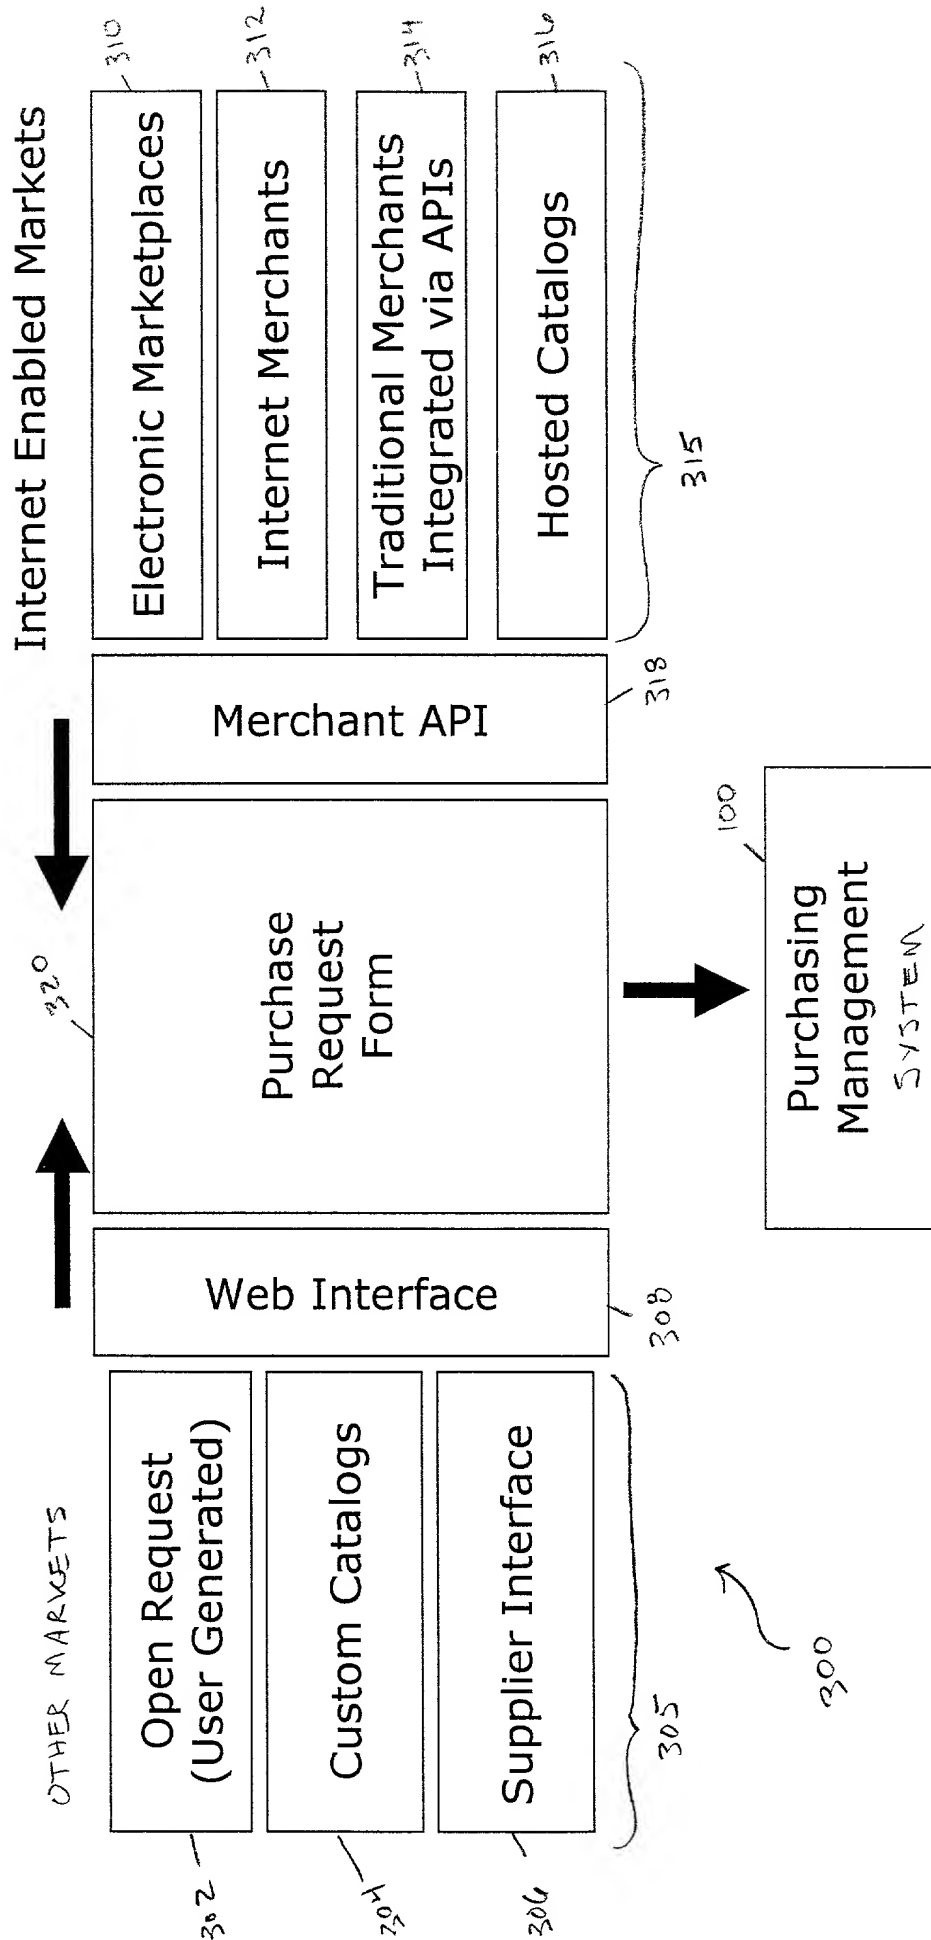 OTHER MARKETS
Internet Enabled Markets
320
302
Open Request
(User Generated)
304
Custom Catalogs
306
Supplier Interface
305
Web Interface
308
Purchase
Request
Form
Merchant API
318
Electronic Marketplaces
310
Internet Merchants
312
Traditional Merchants
Integrated via APIs
314
Hosted Catalogs
316
315
300
100
Purchasing
Management
SYSTEM